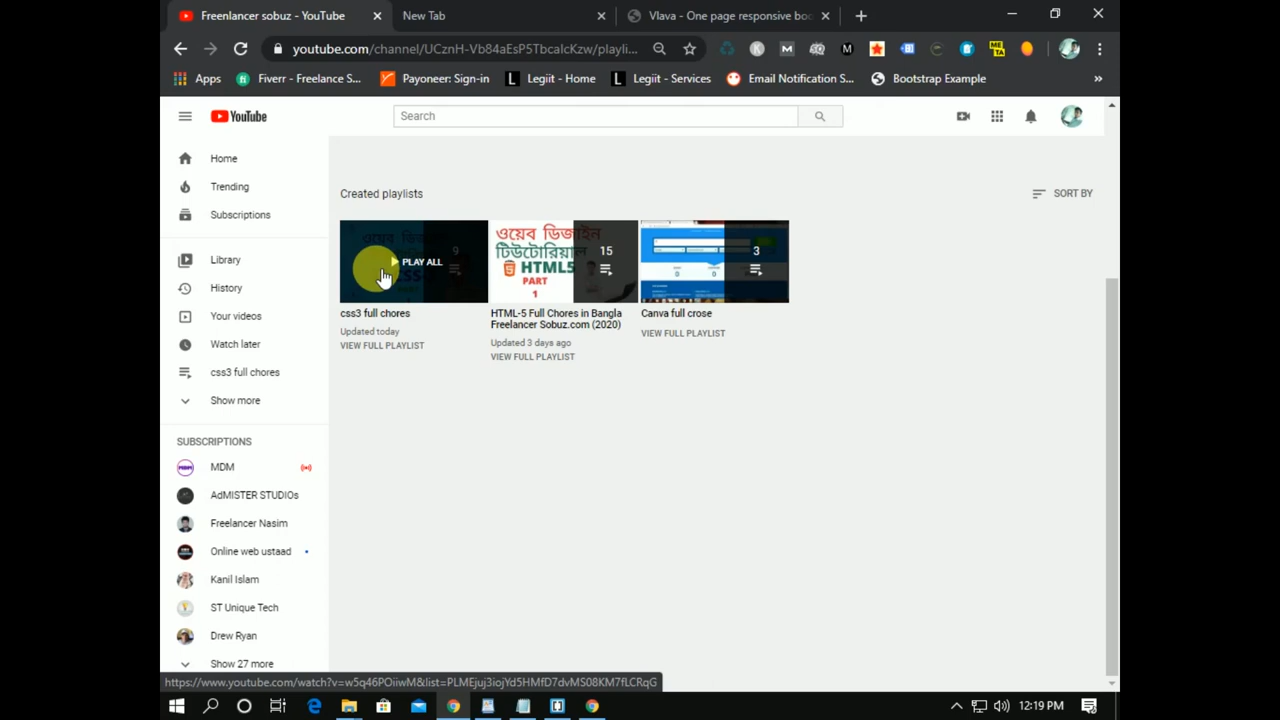 Freenlancer sobuz - YouTube
New Tab
Vlava - One page responsive boo
youtube.com/channel/UCznH-Vb84aEsP5TbcaIcKzw/playli...
Apps
Fiverr - Freelance S...
Payoneer: Sign-in
Legiit - Home
Legiit - Services
Email Notification S...
Bootstrap Example
YouTube
Search
Home
Trending
Subscriptions
Library
History
Your videos
Watch later
css3 full chores
Show more
SUBSCRIPTIONS
MDM
AdMISTER STUDIOs
Freelancer Nasim
Online web ustaad
Kanil Islam
ST Unique Tech
Drew Ryan
Show 27 more
Created playlists
SORT BY
9
PLAY ALL
css3 full chores
Updated today
VIEW FULL PLAYLIST
ওয়েব ডিজাইন
টিউটোরিয়াল
HTML5
PART
1
15
HTML-5 Full Chores in Bangla
Freelancer Sobuz.com (2020)
Updated 3 days ago
VIEW FULL PLAYLIST
3
Canva full crose
VIEW FULL PLAYLIST
https://www.youtube.com/watch?v=w5q46POiiwM&list=PLMEjuj3iojYd5HMfD7dvMS08KM7fLCRqG
12:19 PM